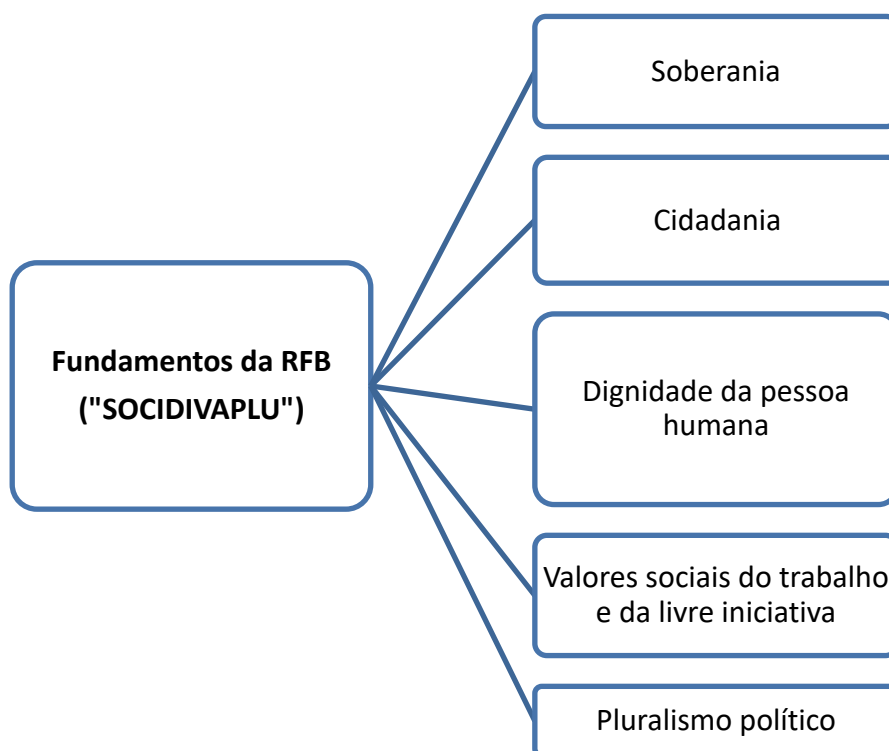 Fundamentos da RFB
("SOCIDIVAPLU")
Soberania
Cidadania
Dignidade da pessoa
humana
Valores sociais do trabalho
e da livre iniciativa
Pluralismo político